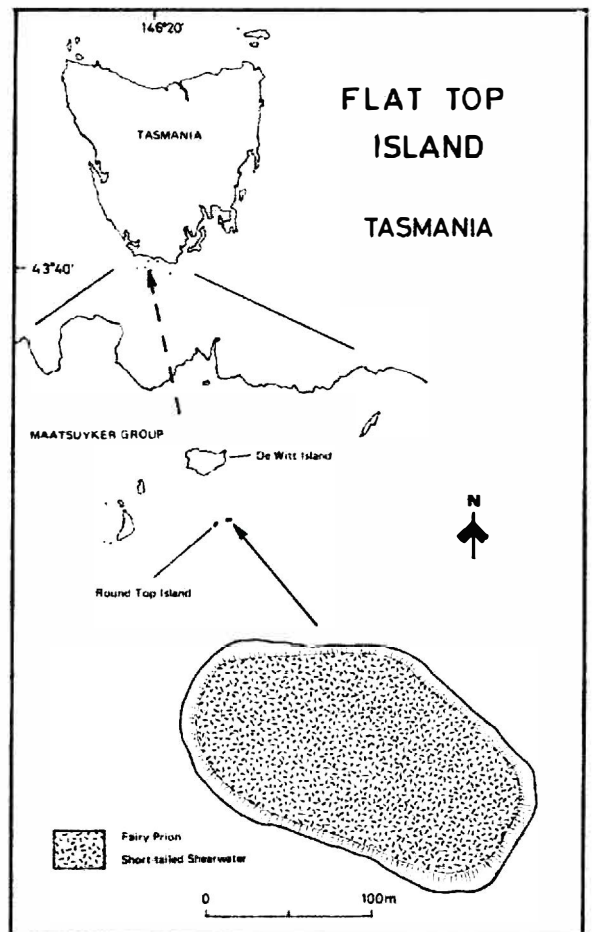 146°20'
FLAT TOP
ISLAND
TASMANIA
TASMANIA
43°40'
MAATSUYKER GROUP
De Witt Island
N
Round Top Island
Fairy Prion
Short-tailed Shearwater
0 100m